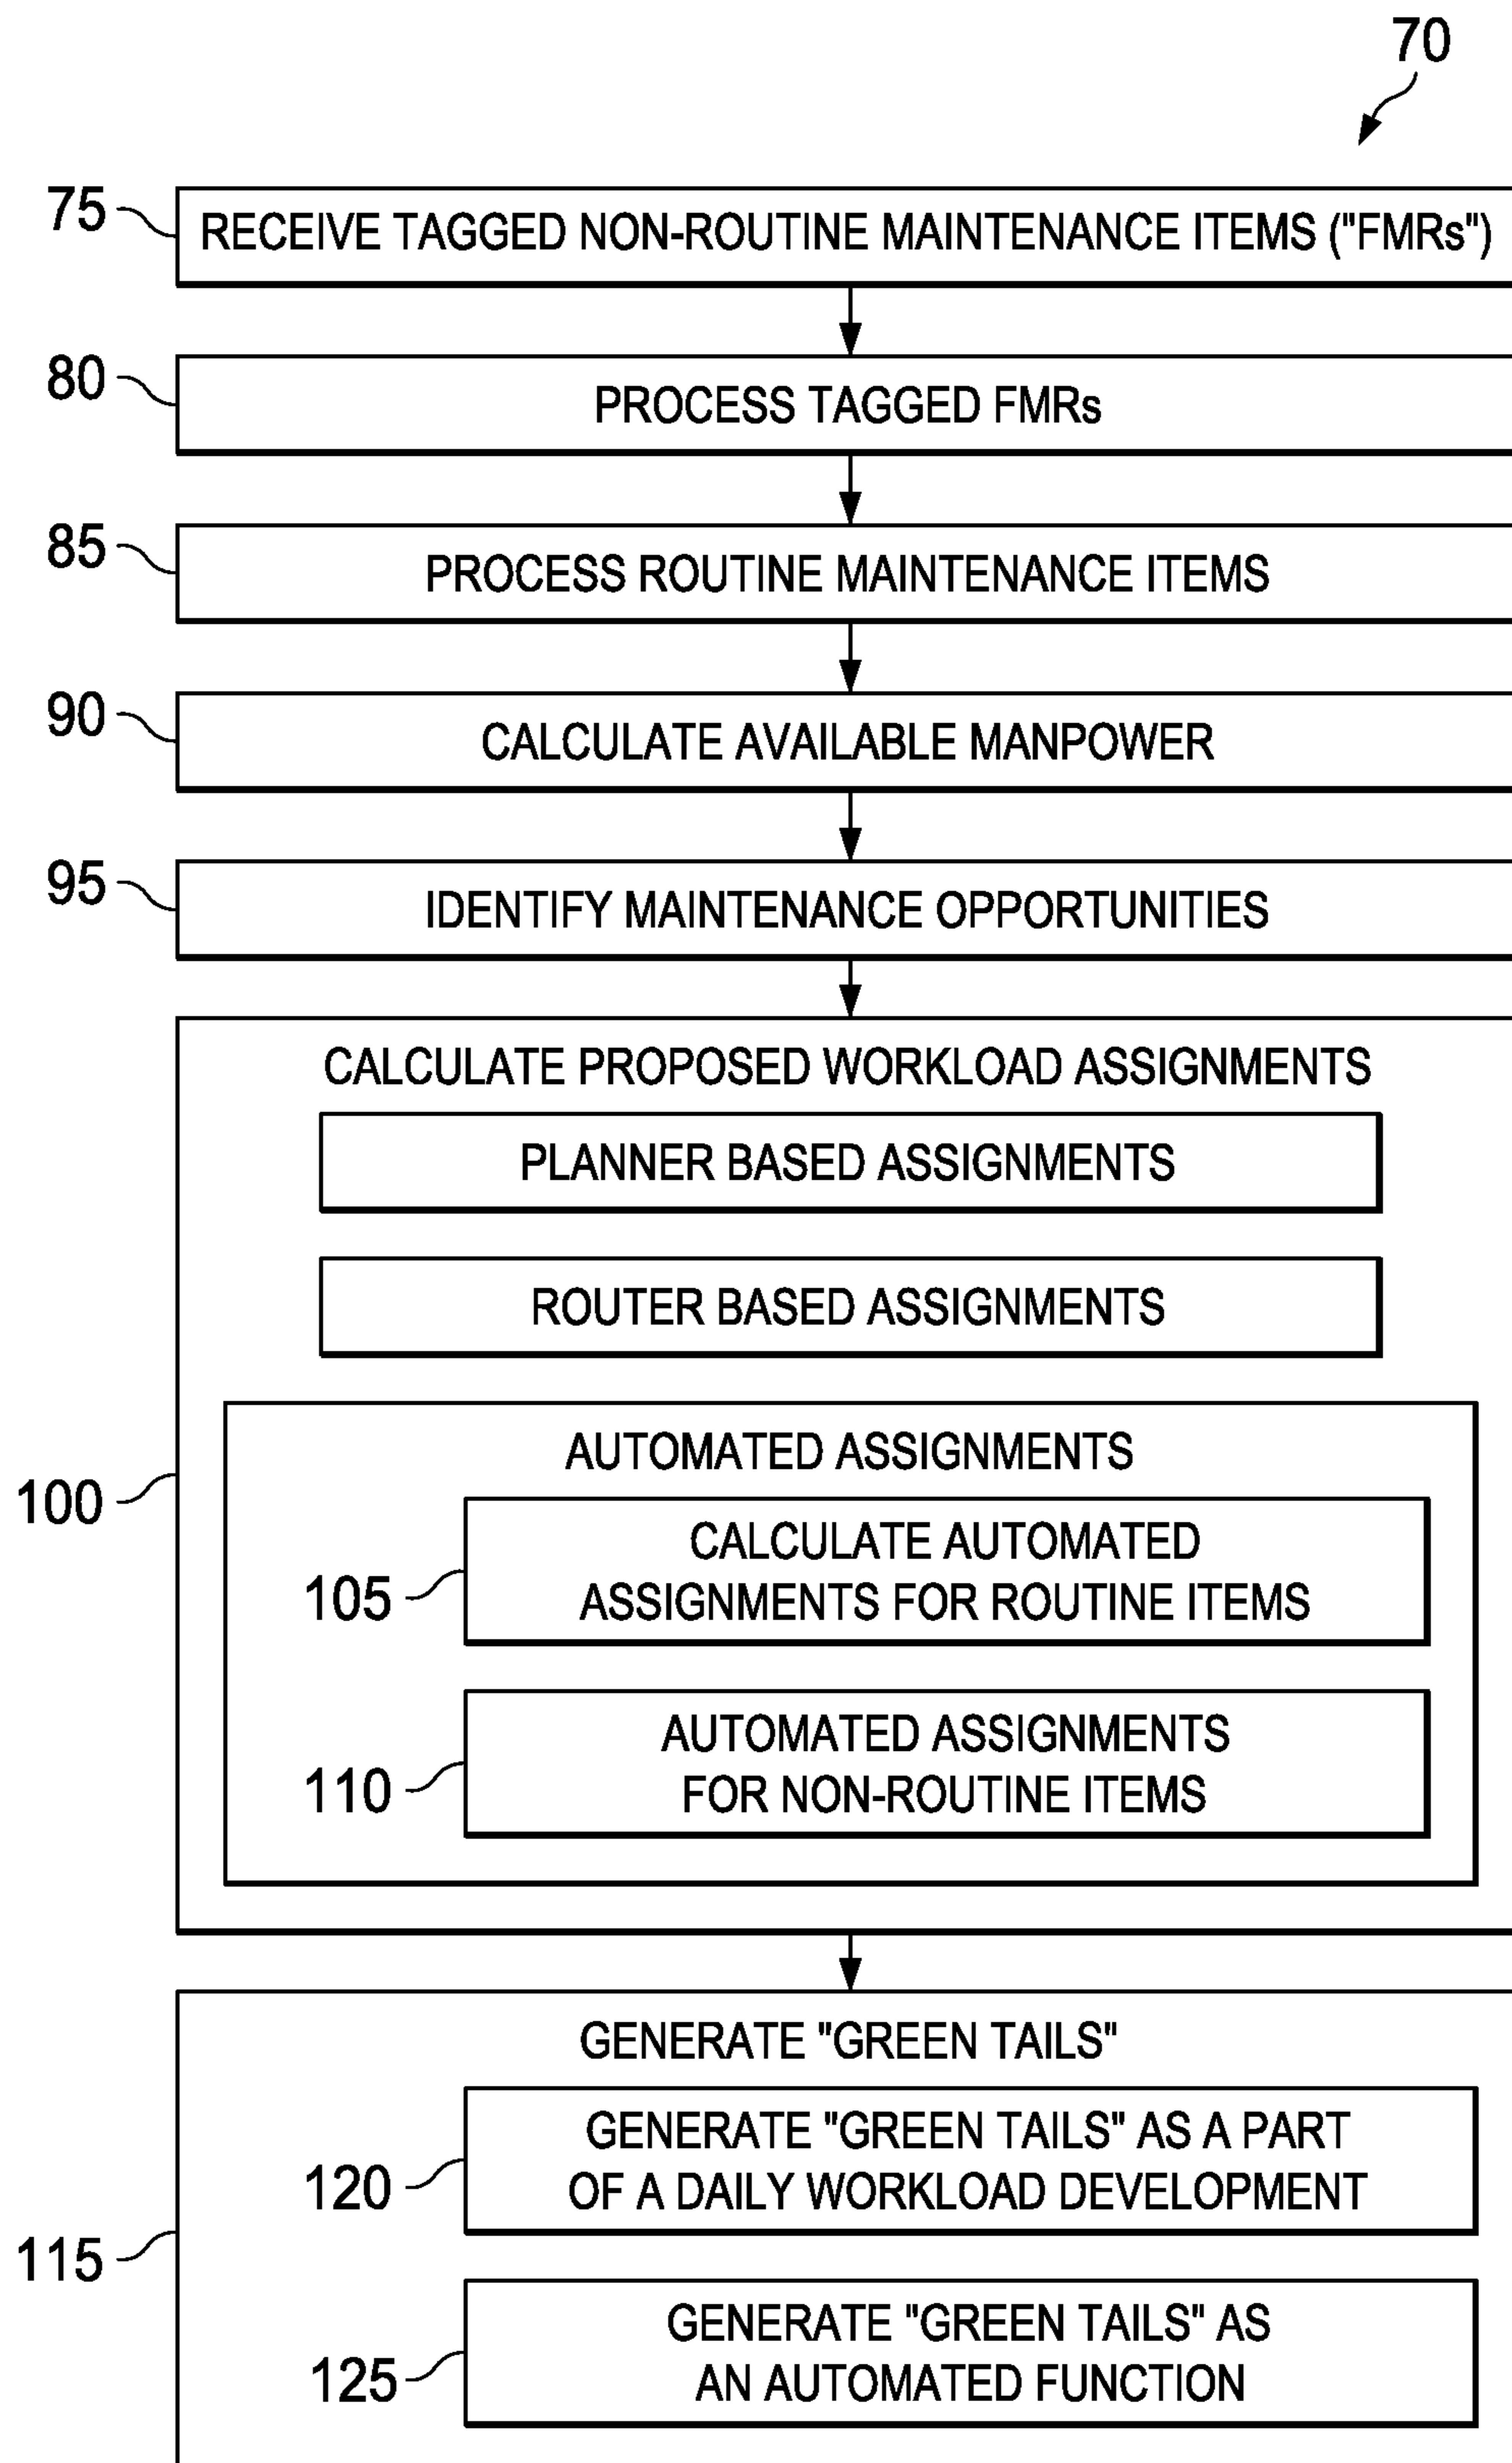 70
75
RECEIVE TAGGED NON-ROUTINE MAINTENANCE ITEMS ("FMRs")
80
PROCESS TAGGED FMRs
85
PROCESS ROUTINE MAINTENANCE ITEMS
90
CALCULATE AVAILABLE MANPOWER
95
IDENTIFY MAINTENANCE OPPORTUNITIES
CALCULATE PROPOSED WORKLOAD ASSIGNMENTS
PLANNER BASED ASSIGNMENTS
ROUTER BASED ASSIGNMENTS
100
AUTOMATED ASSIGNMENTS
105
CALCULATE AUTOMATED
ASSIGNMENTS FOR ROUTINE ITEMS
110
AUTOMATED ASSIGNMENTS
FOR NON-ROUTINE ITEMS
115
GENERATE "GREEN TAILS"
120
GENERATE "GREEN TAILS" AS A PART
OF A DAILY WORKLOAD DEVELOPMENT
125
GENERATE "GREEN TAILS" AS
AN AUTOMATED FUNCTION